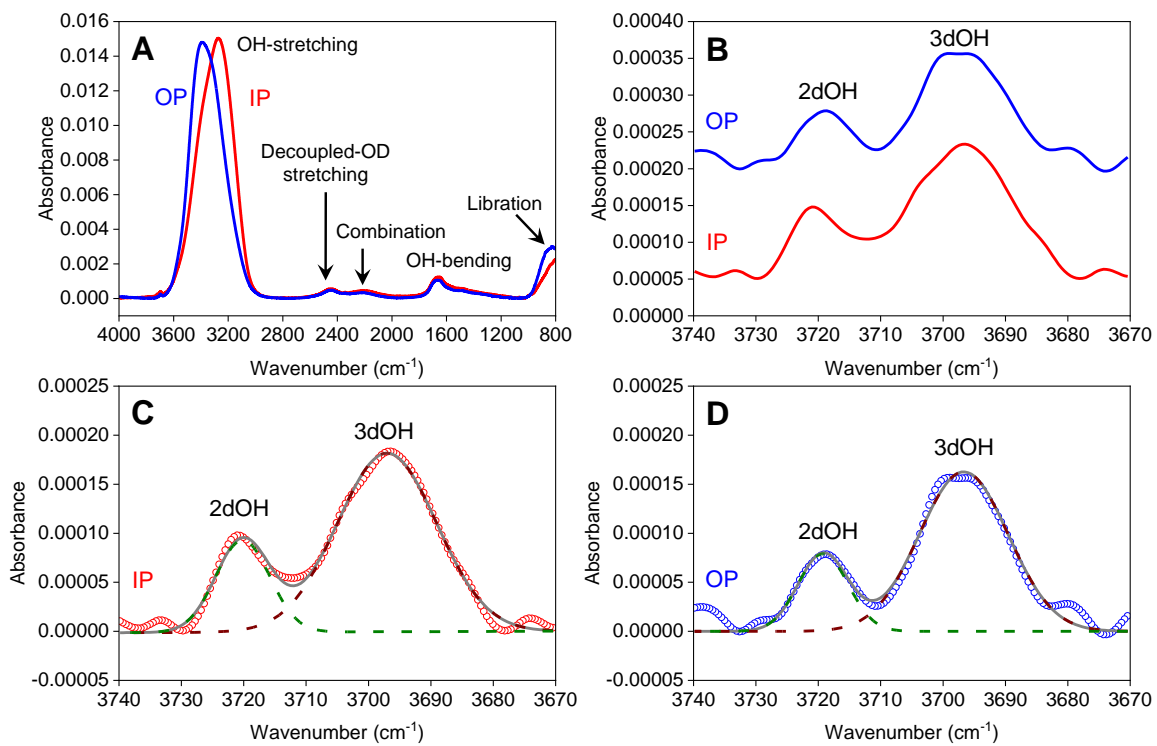 A
OH-stretching
OP
IP
Decoupled-OD
stretching
Combination
OH-bending
Libration
Absorbance
0.016
0.014
0.012
0.010
0.008
0.006
0.004
0.002
0.000
4000 3600 3200 2800 2400 2000 1600 1200 800
Wavenumber (cm-1)
B
3dOH
2dOH
OP
IP
Absorbance
0.00040
0.00035
0.00030
0.00025
0.00020
0.00015
0.00010
0.00005
0.00000
3740 3730 3720 3710 3700 3690 3680 3670
Wavenumber (cm-1)
C
3dOH
2dOH
IP
Absorbance
0.00025
0.00020
0.00015
0.00010
0.00005
0.00000
-0.00005
3740 3730 3720 3710 3700 3690 3680 3670
Wavenumber (cm-1)
D
3dOH
2dOH
OP
Absorbance
0.00025
0.00020
0.00015
0.00010
0.00005
0.00000
-0.00005
3740 3730 3720 3710 3700 3690 3680 3670
Wavenumber (cm-1)